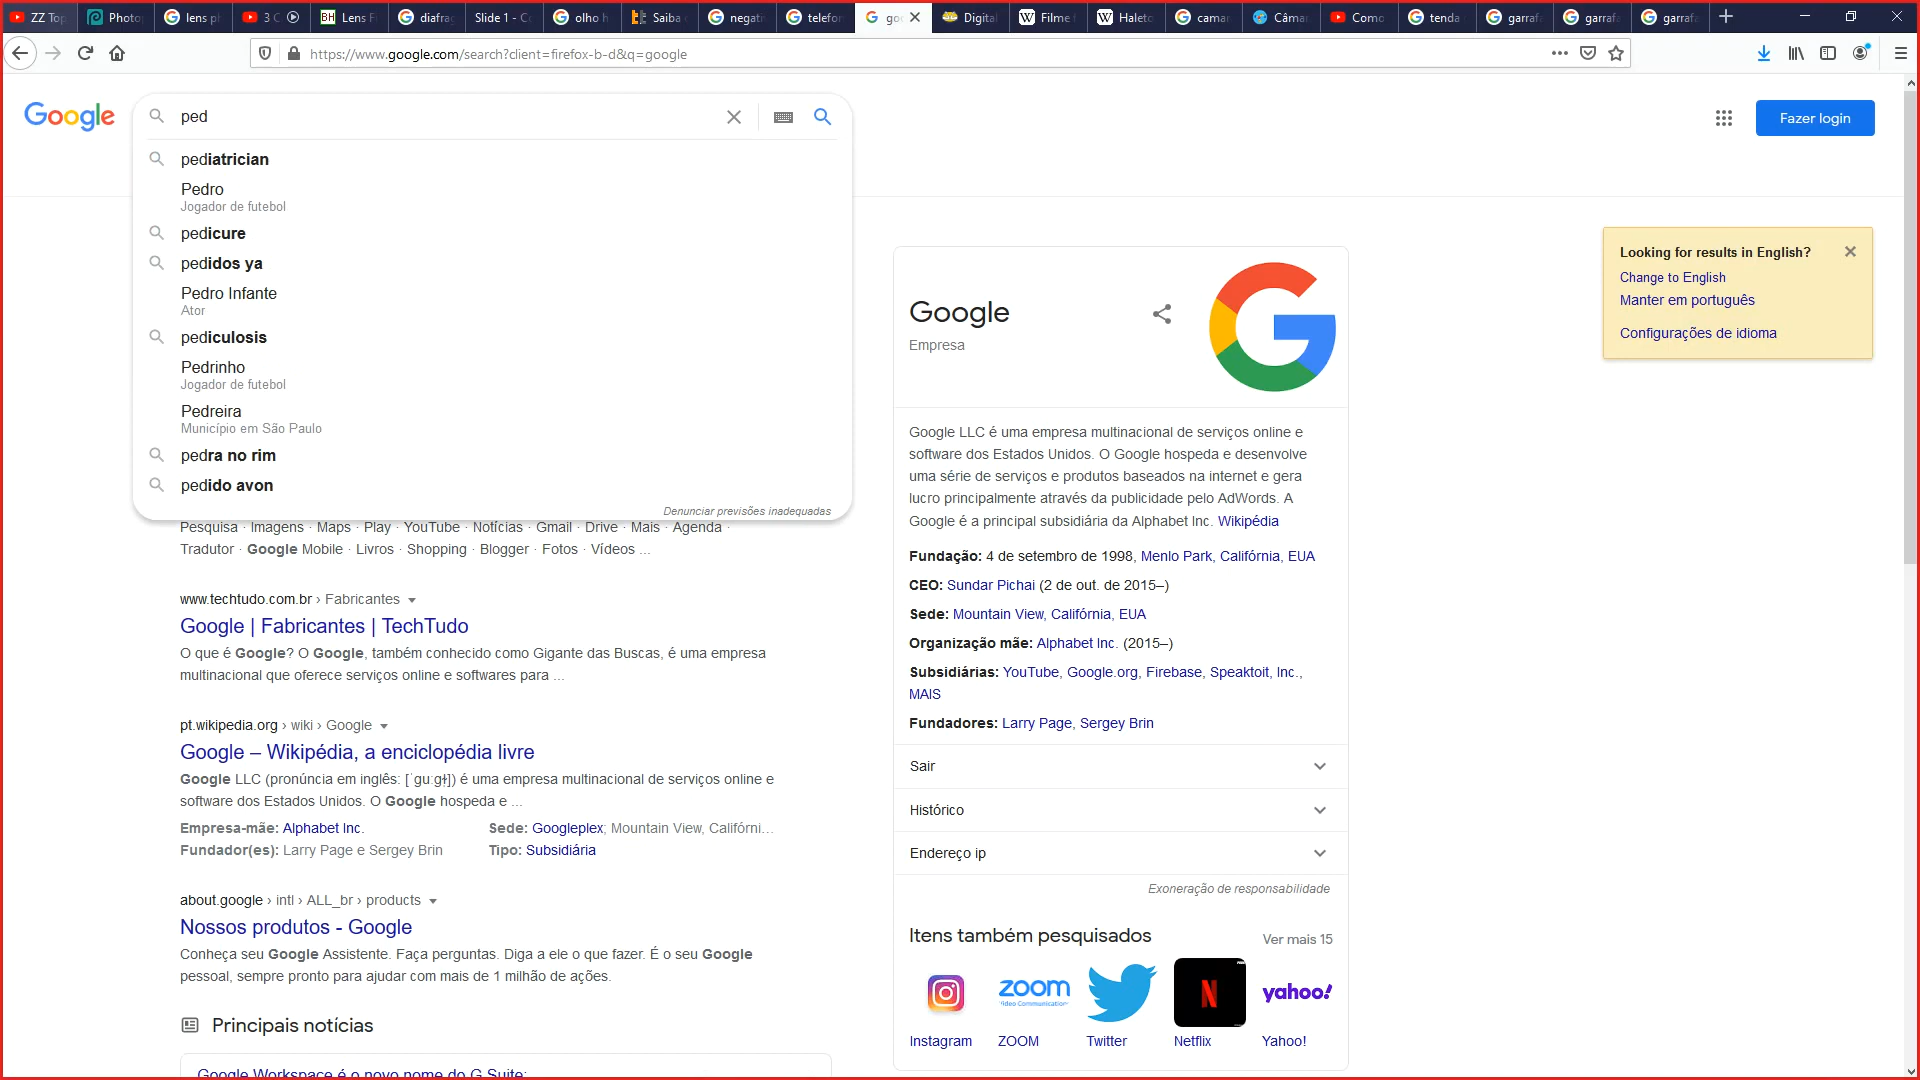 ZZ Top
Photo
lens ph
3 C
BH Lens F
diafra
Slide 1 - C
olho h
Saiba
negati
telefon
goo
Digital
Filme
Haleto
camar
Câmar
Como
tenda
garrafa
garrafa
garrafa
https://www.google.com/search?client=firefox-b-d&q=google
Google
ped
Fazer login
pediatrician
Pedro
Jogador de futebol
pedicure
pedidos ya
Pedro Infante
Ator
pediculosis
Pedrinho
Jogador de futebol
Pedreira
Município em São Paulo
pedra no rim
pedido avon
Denunciar previsões inadequadas
Pesquisa · Imagens · Maps · Play · YouTube · Notícias · Gmail · Drive · Mais · Agenda ·
Tradutor · Google Mobile · Livros · Shopping · Blogger · Fotos · Vídeos ...
www.techtudo.com.br › Fabricantes
Google | Fabricantes | TechTudo
O que é Google? O Google, também conhecido como Gigante das Buscas, é uma empresa
multinacional que oferece serviços online e softwares para ...
pt.wikipedia.org › wiki › Google
Google – Wikipédia, a enciclopédia livre
Google LLC (pronúncia em inglês: [ˈɡuːɡɫ]) é uma empresa multinacional de serviços online e
software dos Estados Unidos. O Google hospeda e ...
Empresa-mãe: Alphabet Inc.
Sede: Googleplex; Mountain View, Califórni...
Fundador(es): Larry Page e Sergey Brin
Tipo: Subsidiária
about.google › intl › ALL_br › products
Nossos produtos - Google
Conheça seu Google Assistente. Faça perguntas. Diga a ele o que fazer. É o seu Google
pessoal, sempre pronto para ajudar com mais de 1 milhão de ações.
Principais notícias
Google Workspace é o novo nome do G Suite;
Google
Empresa
Google LLC é uma empresa multinacional de serviços online e
software dos Estados Unidos. O Google hospeda e desenvolve
uma série de serviços e produtos baseados na internet e gera
lucro principalmente através da publicidade pelo AdWords. A
Google é a principal subsidiária da Alphabet Inc. Wikipédia
Fundação: 4 de setembro de 1998, Menlo Park, Califórnia, EUA
CEO: Sundar Pichai (2 de out. de 2015–)
Sede: Mountain View, Califórnia, EUA
Organização mãe: Alphabet Inc. (2015–)
Subsidiárias: YouTube, Google.org, Firebase, Speaktoit, Inc.,
MAIS
Fundadores: Larry Page, Sergey Brin
Sair
Histórico
Endereço ip
Exoneração de responsabilidade
Itens também pesquisados
Ver mais 15
zoom
Video Communications
N
yahoo!
Instagram
ZOOM
Twitter
Netflix
Yahoo!
Looking for results in English?
Change to English
Manter em português
Configurações de idioma